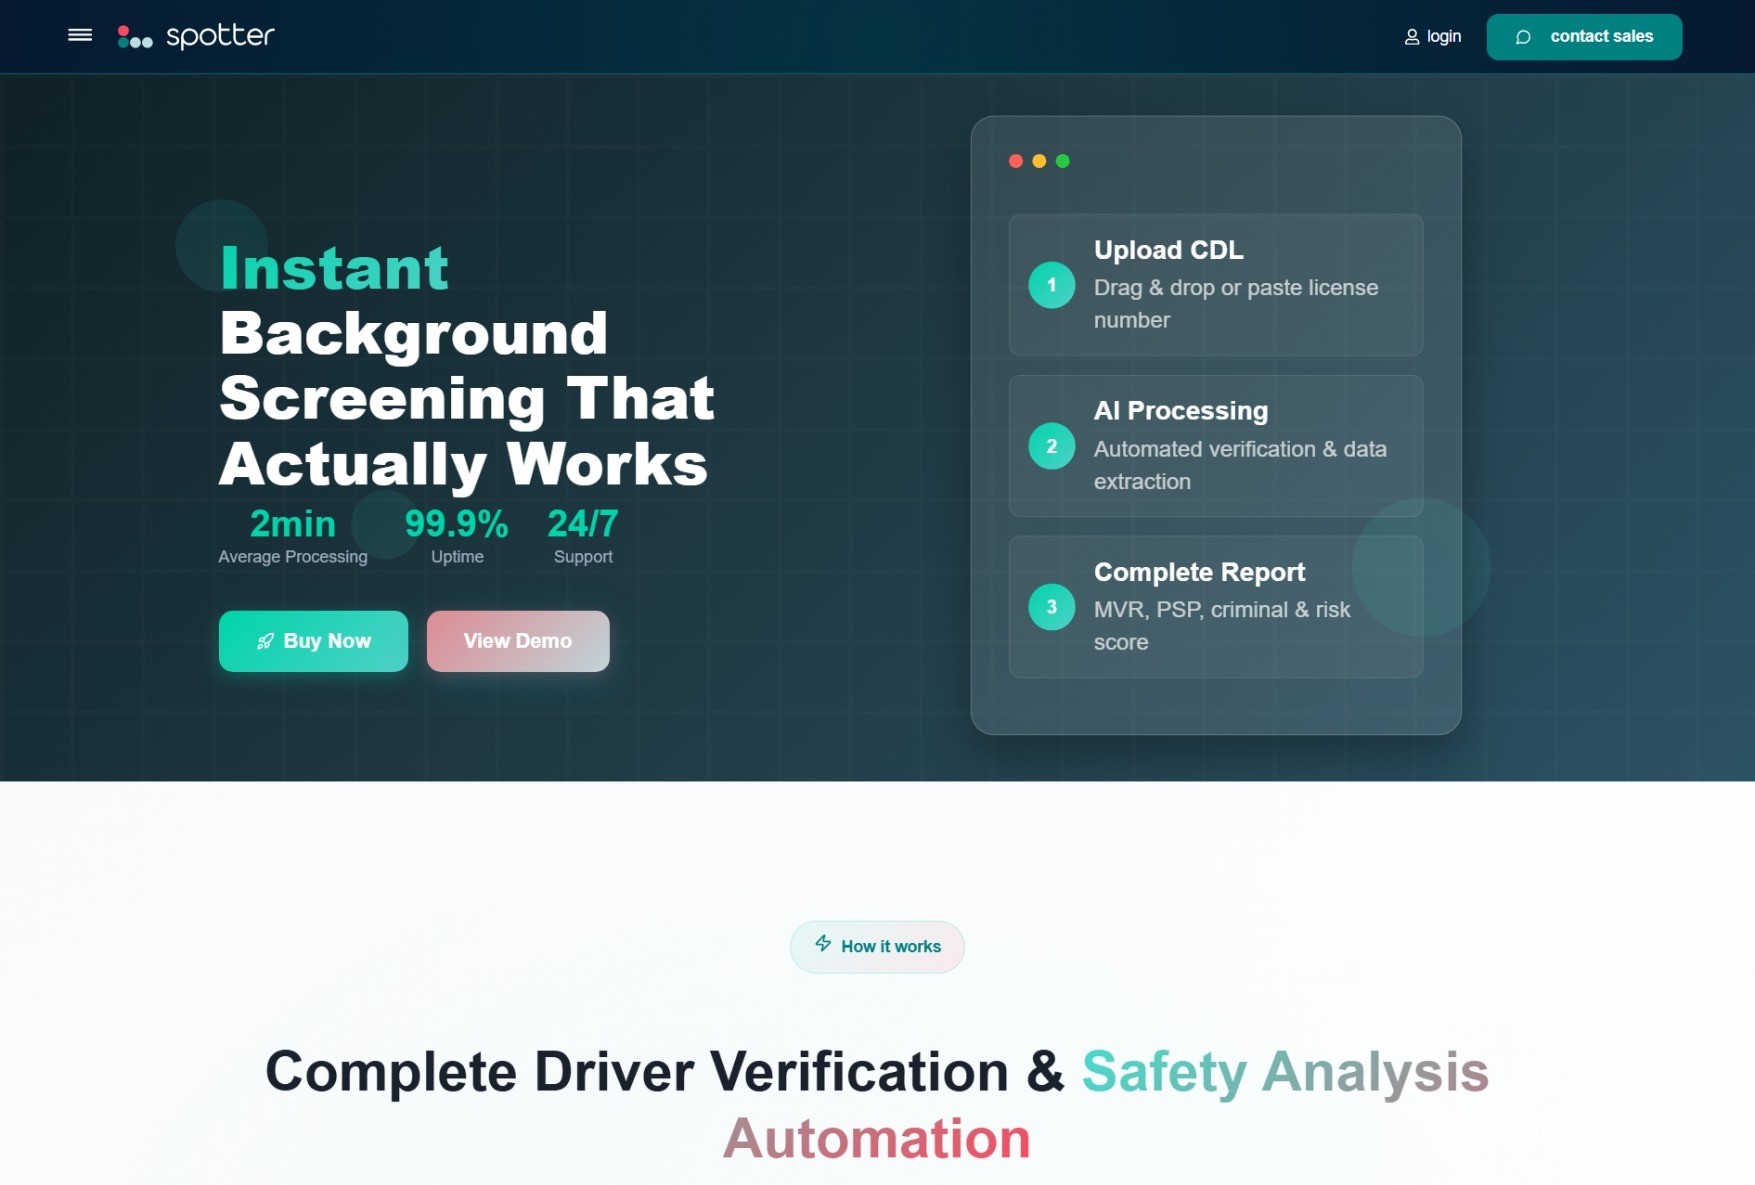 spotter
login
contact sales
Instant
Background
Screening That
Actually Works
2min
Average Processing
99.9%
Uptime
24/7
Support
Buy Now
View Demo
1
Upload CDL
Drag & drop or paste license
number
2
AI Processing
Automated verification & data
extraction
3
Complete Report
MVR, PSP, criminal & risk
score
How it works
Complete Driver Verification & Safety Analysis
Automation